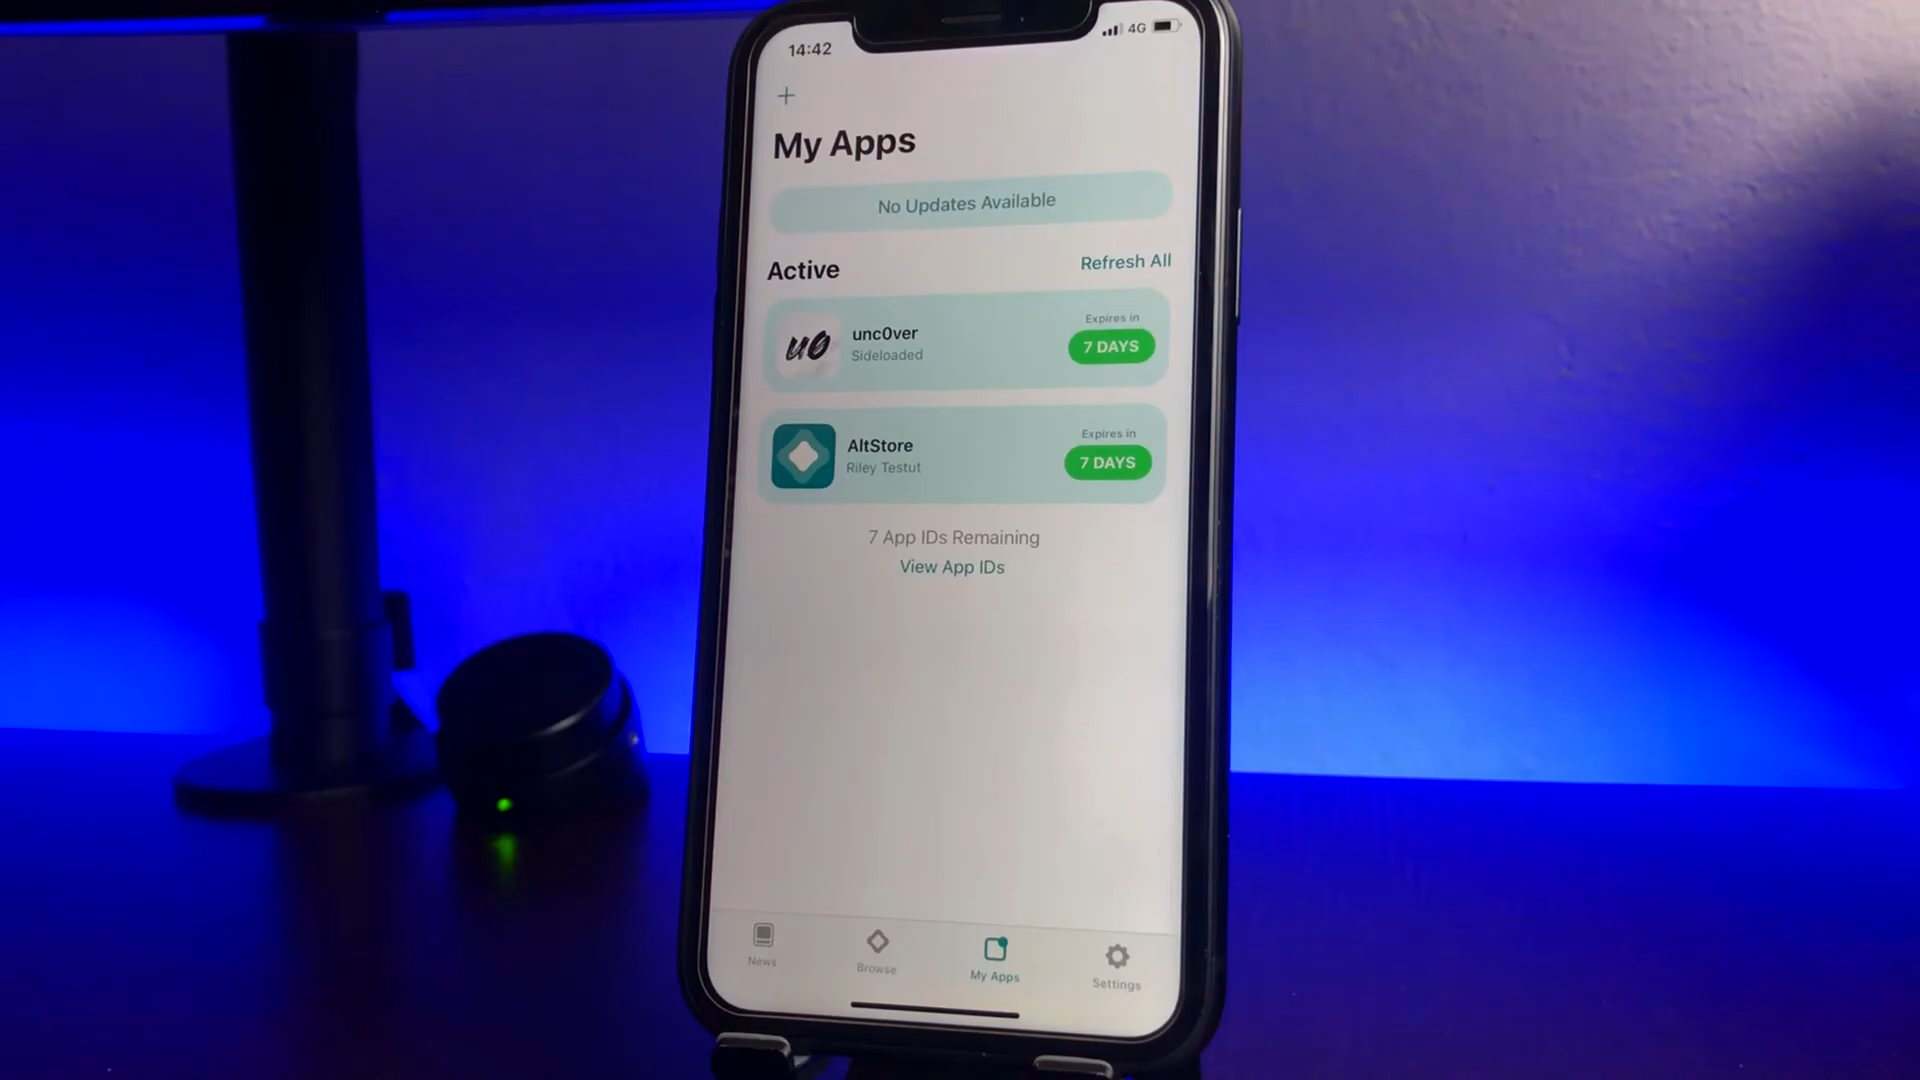 14:42
4G
+
My Apps
No Updates Available
Active
Refresh All
u0
unc0ver
Sideloaded
Expires in
7 DAYS
AltStore
Riley Testut
Expires in
7 DAYS
7 App IDs Remaining
View App IDs
News
Browse
My Apps
Settings